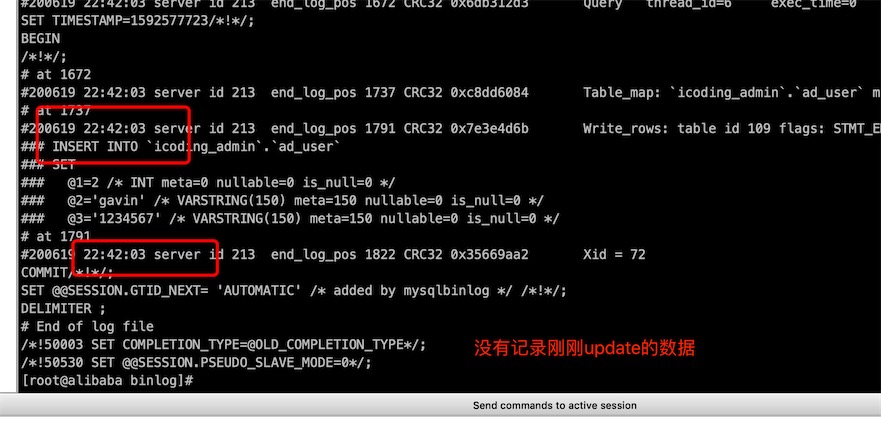 #200619 22:42:03 server id 213  end_log_pos 1672 CRC32 0x6db312d3       Query   thread_id=6     exec_time=0
SET TIMESTAMP=1592577723/*!*/;
BEGIN
/*!*/;
# at 1672
#200619 22:42:03 server id 213  end_log_pos 1737 CRC32 0xc8dd6084       Table_map: `icoding_admin`.`ad_user` m
# at 1737
#200619 22:42:03 server id 213  end_log_pos 1791 CRC32 0x7e3e4d6b       Write_rows: table id 109 flags: STMT_E
### INSERT INTO `icoding_admin`.`ad_user`
### SET
###   @1=2 /* INT meta=0 nullable=0 is_null=0 */
###   @2='gavin' /* VARSTRING(150) meta=150 nullable=0 is_null=0 */
###   @3='1234567' /* VARSTRING(150) meta=150 nullable=0 is_null=0 */
# at 1791
#200619 22:42:03 server id 213  end_log_pos 1822 CRC32 0x35669aa2       Xid = 72
COMMIT/*!*/;
SET @@SESSION.GTID_NEXT= 'AUTOMATIC' /* added by mysqlbinlog */ /*!*/;
DELIMITER ;
# End of log file
/*!50003 SET COMPLETION_TYPE=@OLD_COMPLETION_TYPE*/;
没有记录刚刚update的数据
/*!50530 SET @@SESSION.PSEUDO_SLAVE_MODE=0*/;
[root@alibaba binlog]#
Send commands to active session